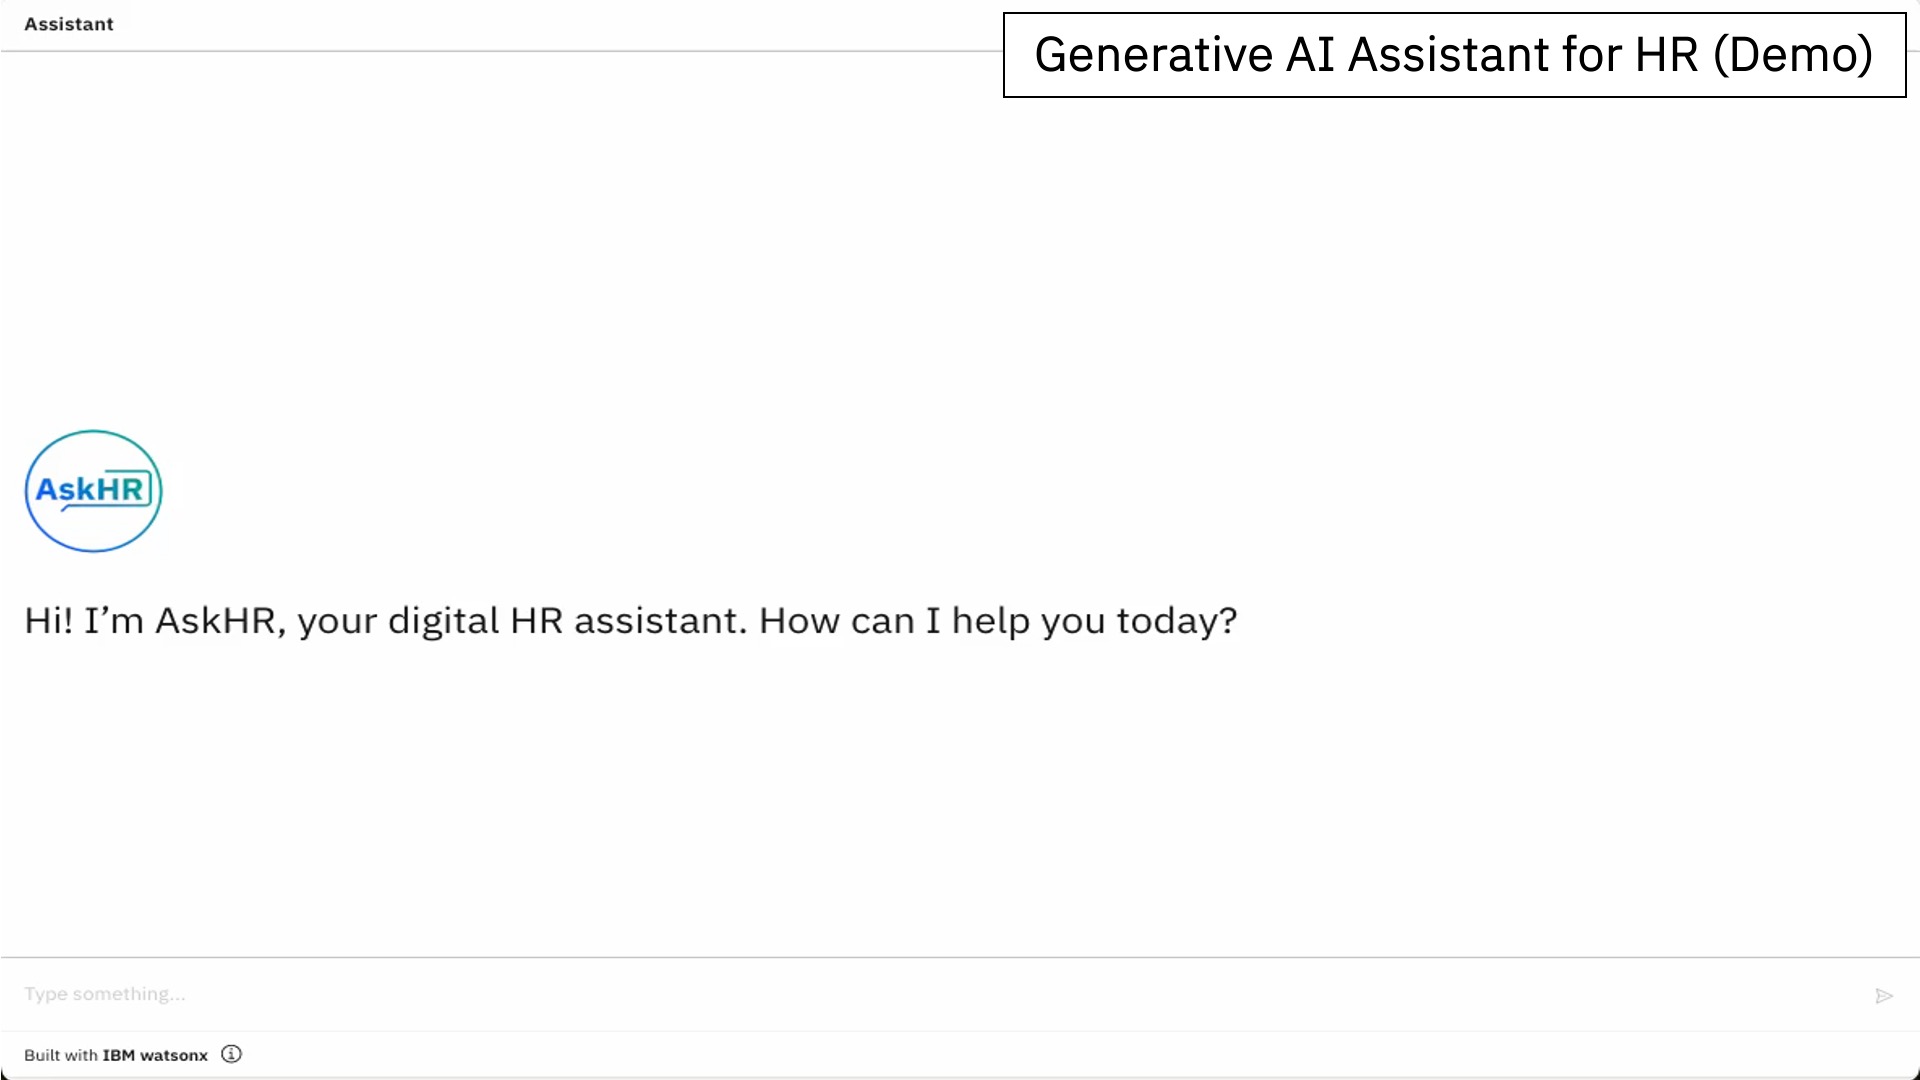 Assistant
Generative AI Assistant for HR (Demo)
AskHR
Hi! I’m AskHR, your digital HR assistant. How can I help you today?
Type something...
Built with IBM watsonx